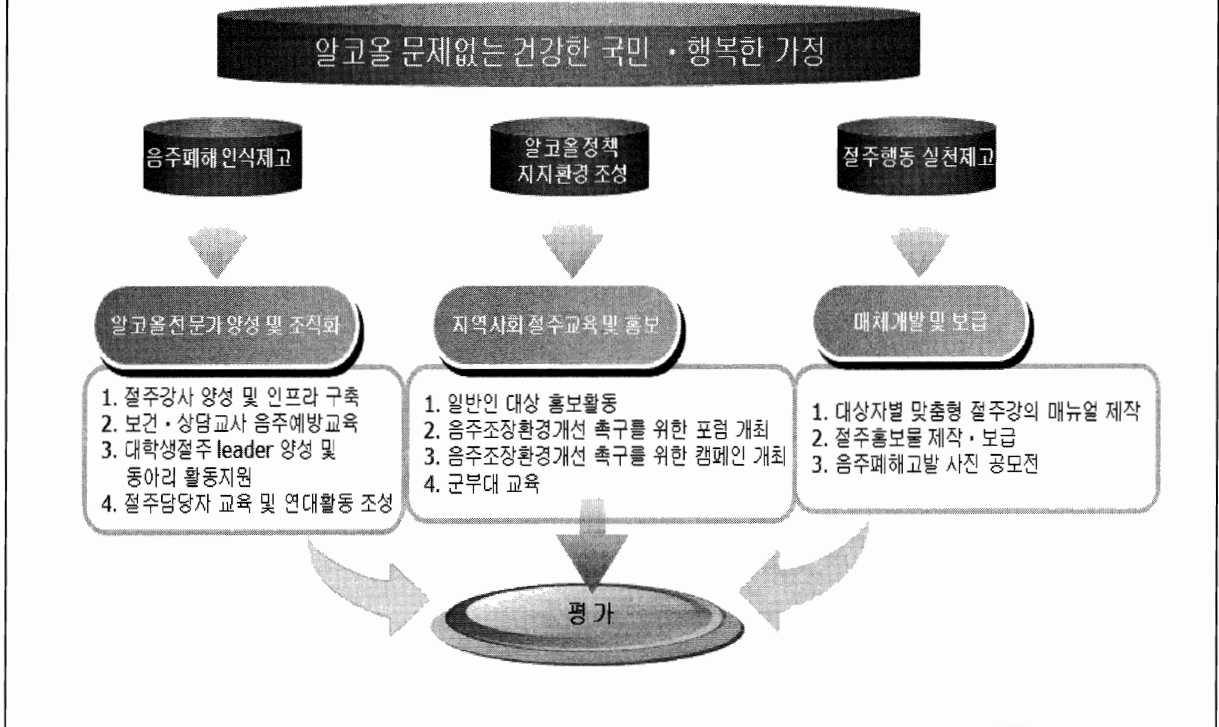 알코올 문제없는 건강한 국민 · 행복한 가정
음주폐해 인식제고
알코올정책
지지환경 조성
절주행동 실천제고
알코올전문가 양성 및 조직화
지역사회 절주교육 및 홍보
매체개발 및 보급
1. 절주강사 양성 및 인프라 구축
2. 보건 · 상담교사 음주예방교육
3. 대학생절주 leader 양성 및
동아리 활동지원
4. 절주담당자 교육 및 연대활동 조성
1. 일반인 대상 홍보활동
2. 음주조장환경개선 촉구를 위한 포럼 개최
3. 음주조장환경개선 촉구를 위한 캠페인 개최
4. 군부대 교육
1. 대상자별 맞춤형 절주강의 매뉴얼 제작
2. 절주홍보물 제작 · 보급
3. 음주폐해고발 사진 공모전
평 가